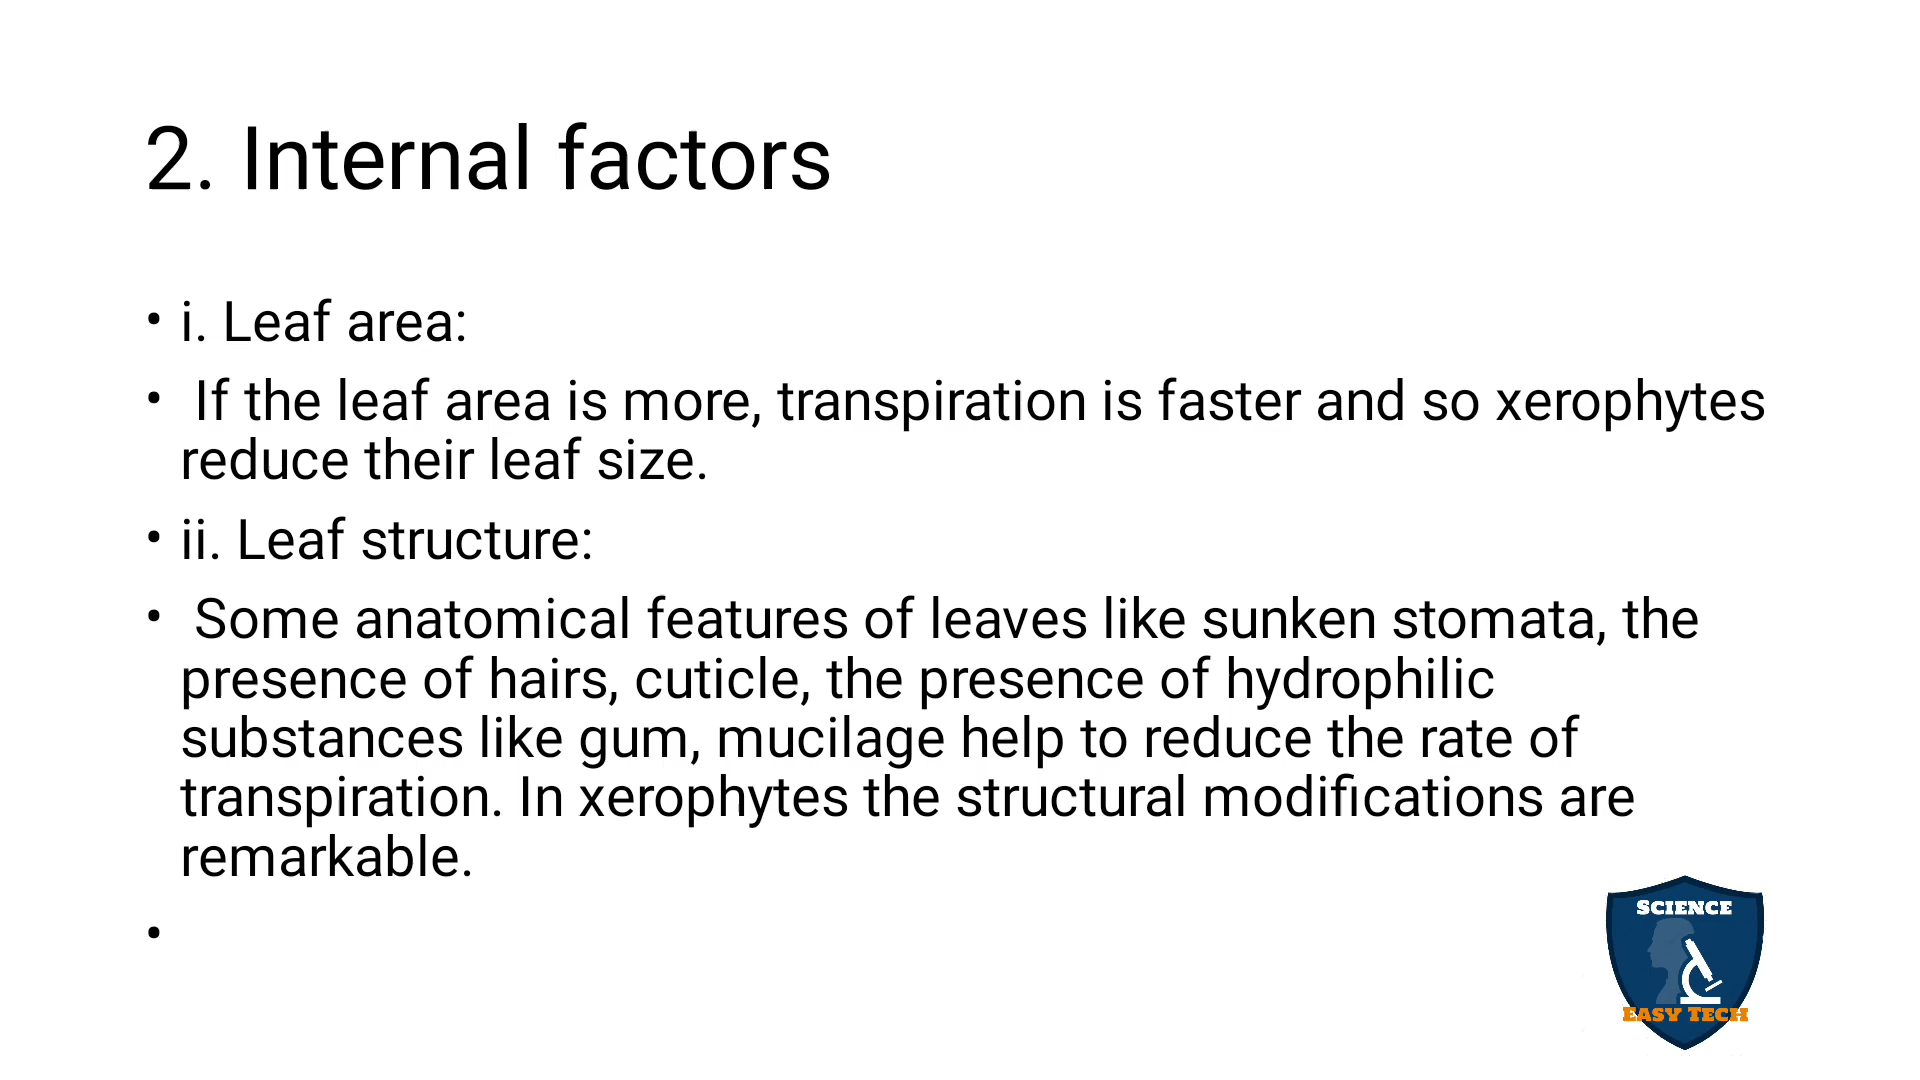 2. Internal factors
• i. Leaf area:
• If the leaf area is more, transpiration is faster and so xerophytes
reduce their leaf size.
• ii. Leaf structure:
• Some anatomical features of leaves like sunken stomata, the
presence of hairs, cuticle, the presence of hydrophilic
substances like gum, mucilage help to reduce the rate of
transpiration. In xerophytes the structural modifications are
remarkable.
•
SCIENCE
EASY TECH